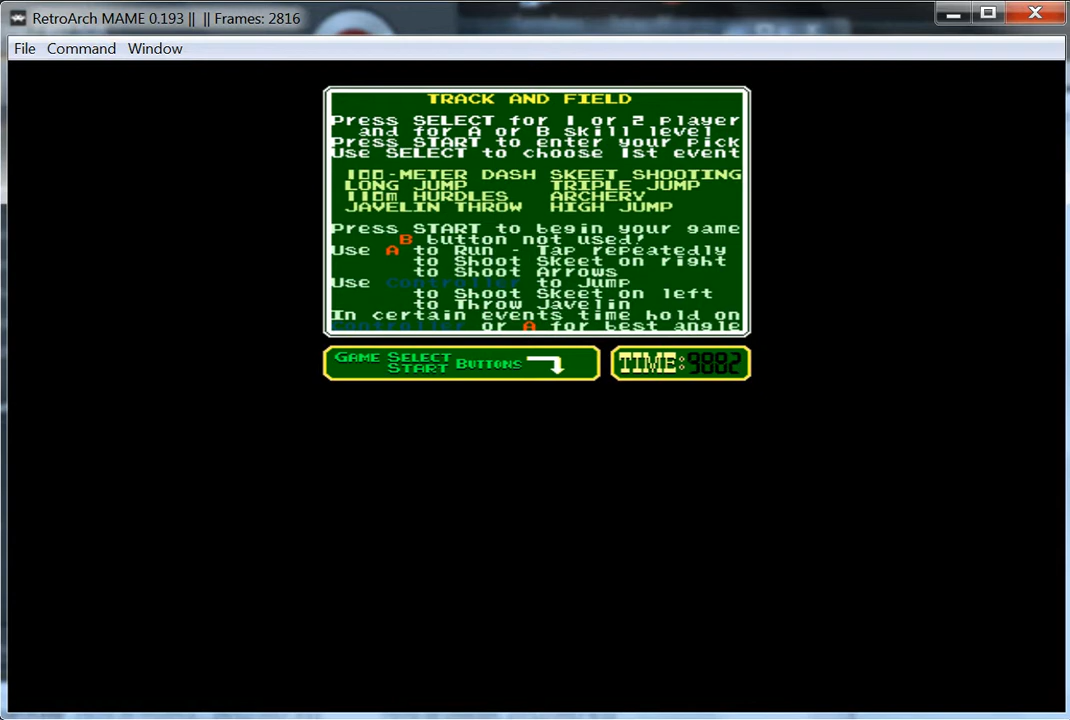 RetroArch MAME 0.193 || || Frames: 2816
File Command Window
TRACK AND FIELD
Press SELECT for 1 or 2 player
and for A or B skill level
Press START to enter your pick
Use SELECT to choose 1st event
100-METER DASH SKEET SHOOTING
LONG JUMP TRIPLE JUMP
110m HURDLES ARCHERY
JAVELIN THROW HIGH JUMP
Press START to begin your game
B button not used!
Use A to Run - Tap repeatedly
to Shoot Skeet on right
to Shoot Arrows
Use Controller to Jump
to Shoot Skeet on left
to Throw Javelin
In certain events time hold on
Controller or A for best angle
GAME SELECT
START BUTTONS
TIME: 9882